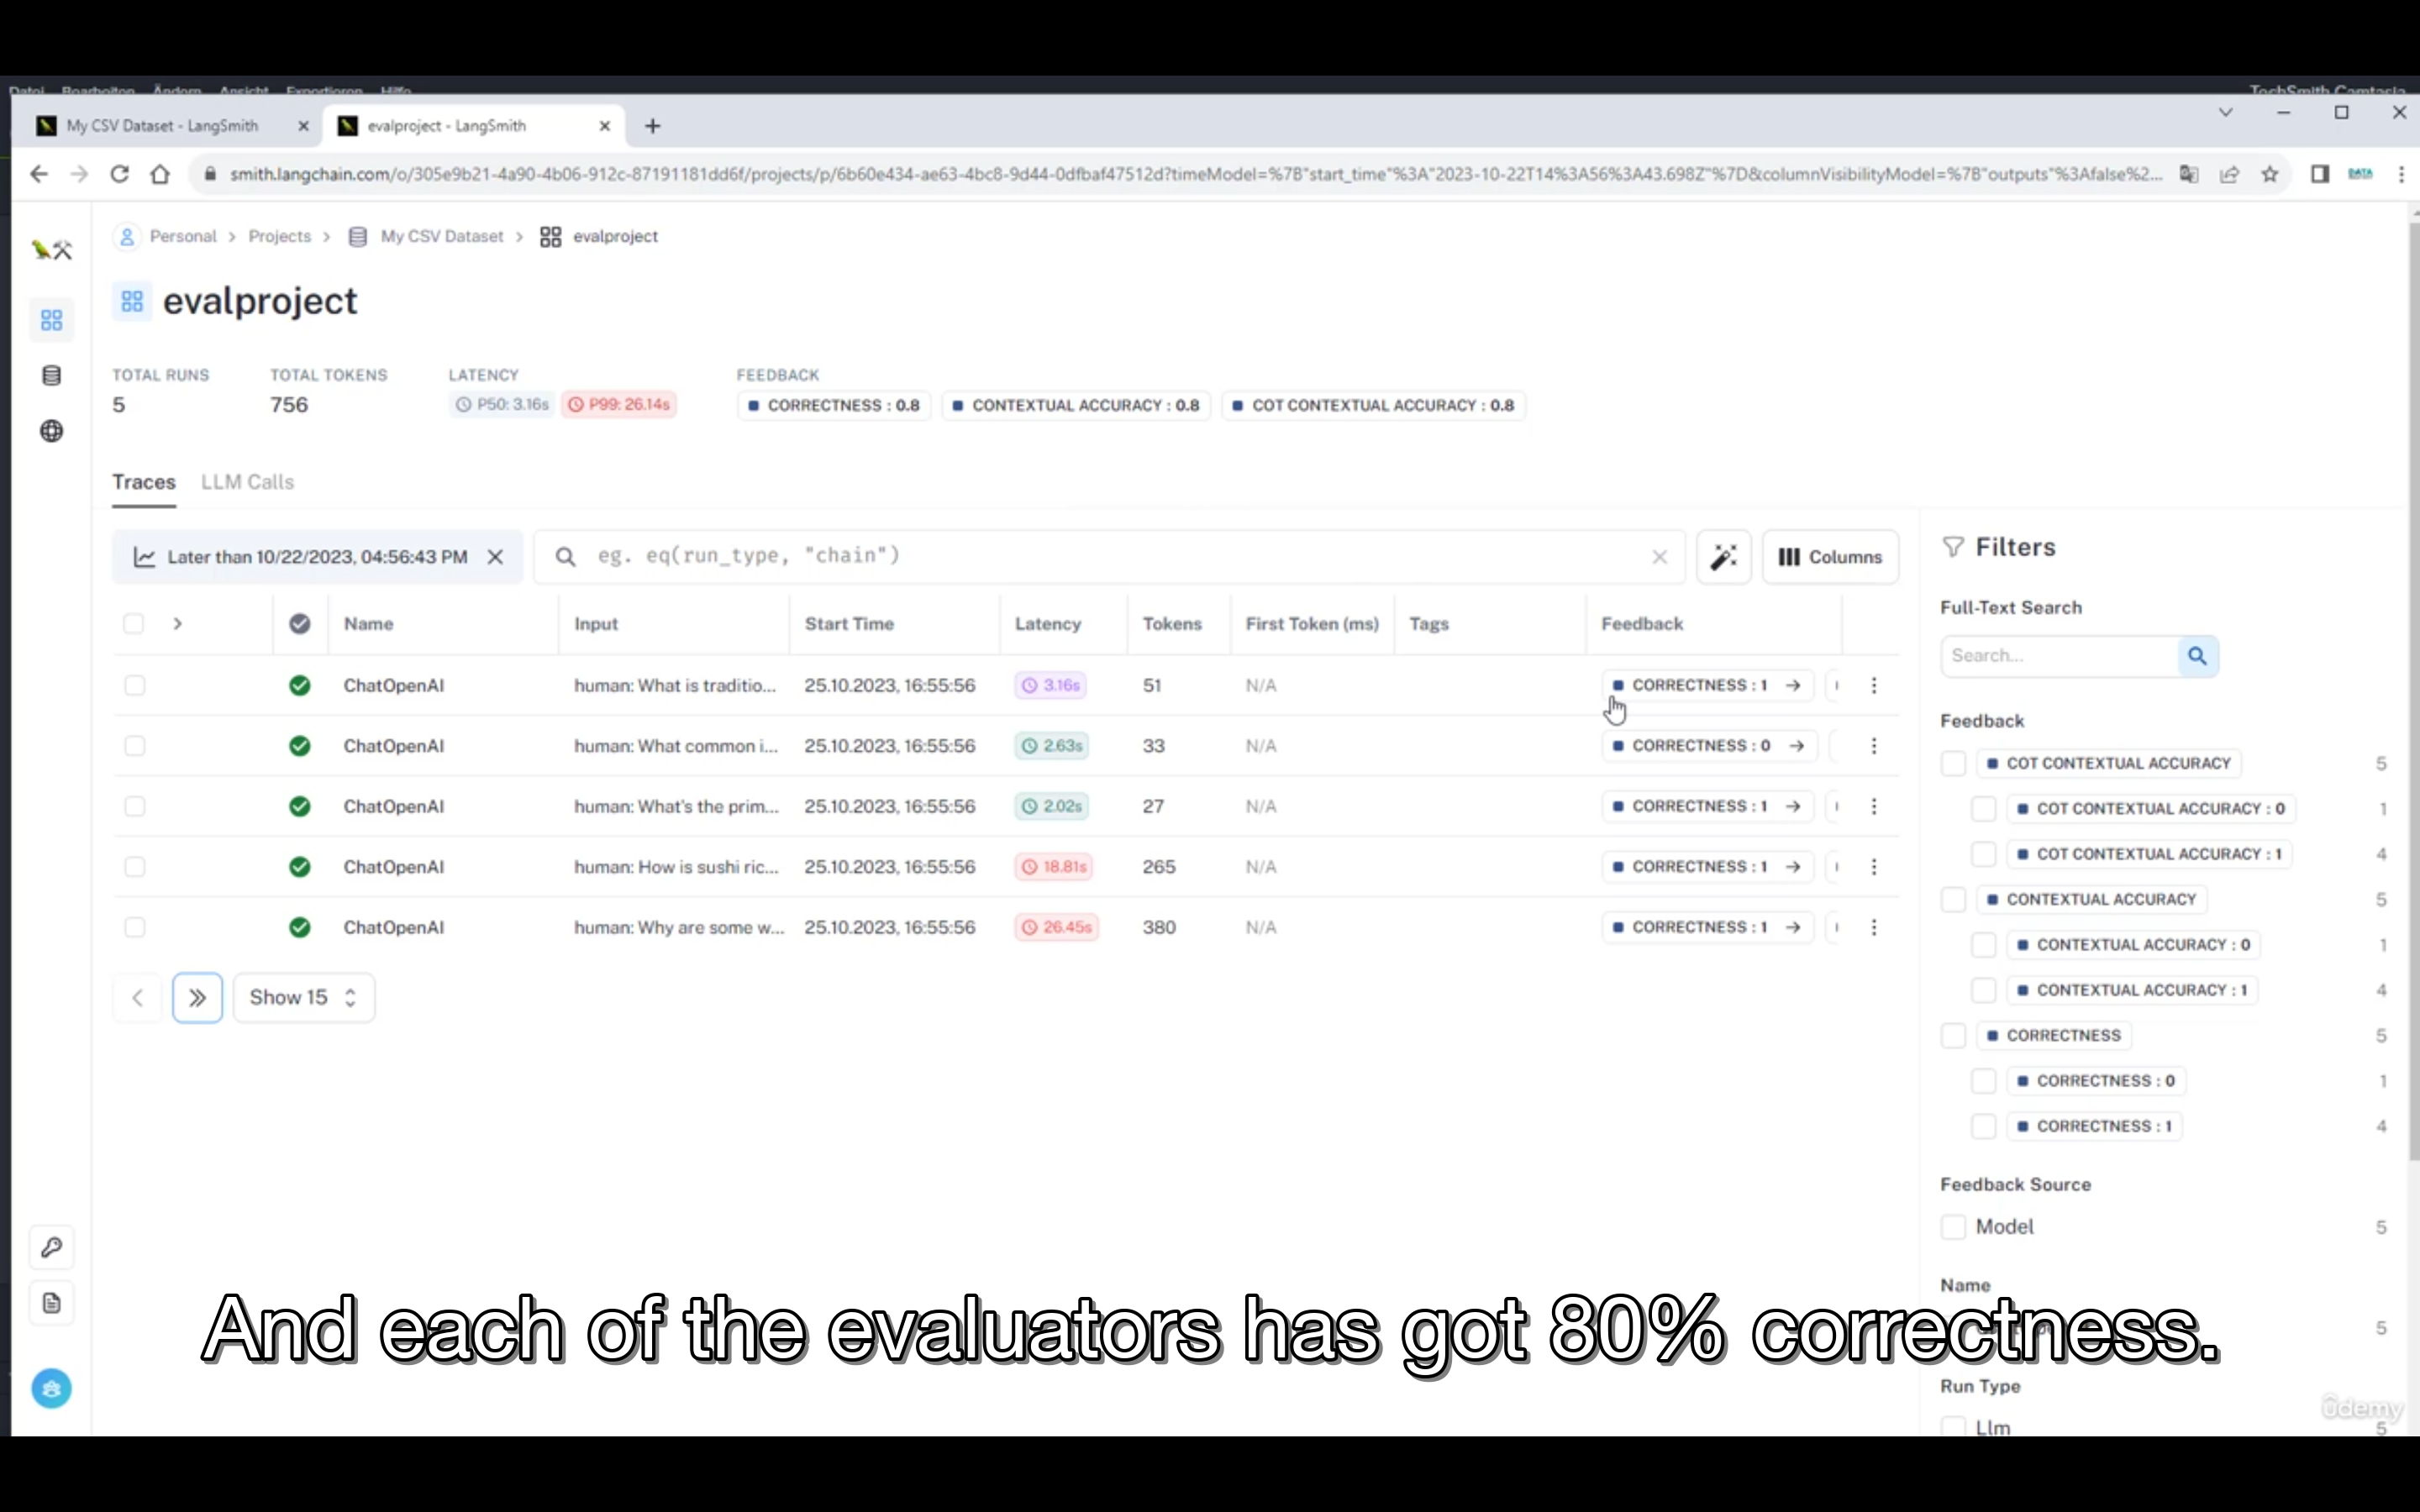 Datei Bearbeiten Ändern Ansicht Exportieren Hilfe TechSmith Camtasia
My CSV Dataset - LangSmith evalproject - LangSmith
smith.langchain.com/o/305e9b21-4a90-4b06-912c-87191181dd6f/projects/p/6b60e434-ae63-4bc8-9d44-0dfbaf47512d?timeModel=%7B"start_time"%3A"2023-10-22T14%3A56%3A43.698Z"%7D&columnVisibilityModel=%7B"outputs"%3Afalse%2... DATA
Personal > Projects > My CSV Dataset > evalproject
evalproject
TOTAL RUNS TOTAL TOKENS LATENCY FEEDBACK
5 756 P50: 3.16s P99: 26.14s CORRECTNESS : 0.8 CONTEXTUAL ACCURACY : 0.8 COT CONTEXTUAL ACCURACY : 0.8
Traces LLM Calls
Later than 10/22/2023, 04:56:43 PM eg. eq(run_type, "chain") Columns
Name Input Start Time Latency Tokens First Token (ms) Tags Feedback
ChatOpenAI human: What is traditio... 25.10.2023, 16:55:56 3.16s 51 N/A CORRECTNESS : 1
ChatOpenAI human: What common i... 25.10.2023, 16:55:56 2.63s 33 N/A CORRECTNESS : 0
ChatOpenAI human: What's the prim... 25.10.2023, 16:55:56 2.02s 27 N/A CORRECTNESS : 1
ChatOpenAI human: How is sushi ric... 25.10.2023, 16:55:56 18.81s 265 N/A CORRECTNESS : 1
ChatOpenAI human: Why are some w... 25.10.2023, 16:55:56 26.45s 380 N/A CORRECTNESS : 1
Show 15
Filters
Full-Text Search
Search...
Feedback
COT CONTEXTUAL ACCURACY 5
COT CONTEXTUAL ACCURACY : 0 1
COT CONTEXTUAL ACCURACY : 1 4
CONTEXTUAL ACCURACY 5
CONTEXTUAL ACCURACY : 0 1
CONTEXTUAL ACCURACY : 1 4
CORRECTNESS 5
CORRECTNESS : 0 1
CORRECTNESS : 1 4
Feedback Source
Model 5
Name
5
Run Type
Llm 5
And each of the evaluators has got 80% correctness.
ûdemy